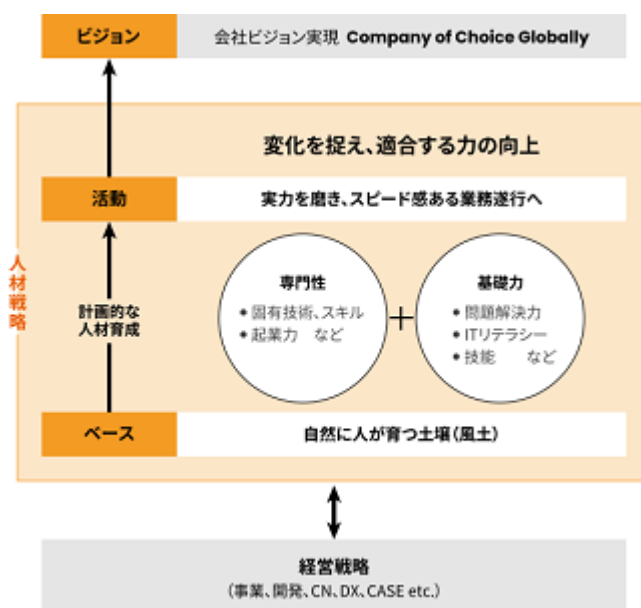 ビジョン
会社ビジョン実現 Company of Choice Globally
変化を捉え、適合する力の向上
活動
実力を磨き、スピード感ある業務遂行へ
人材戦略
計画的な
人材育成
専門性
• 固有技術、スキル
• 起業力 など
+
基礎力
• 問題解決力
• ITリテラシー
• 技能 など
ベース
自然に人が育つ土壌(風土)
経営戦略
(事業、開発、CN、DX、CASE etc.)